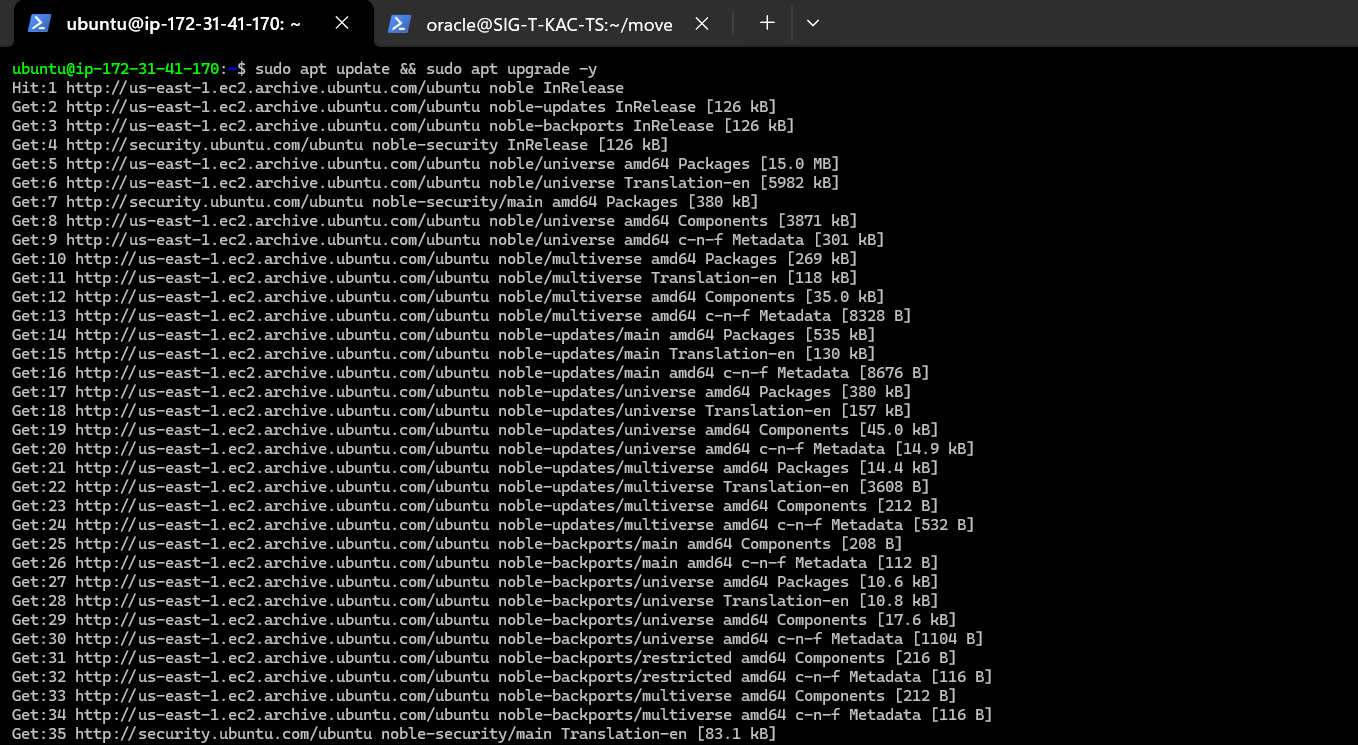 ubuntu@ip-172-31-41-170: ~
oracle@SIG-T-KAC-TS:~/move
ubuntu@ip-172-31-41-170:~$ sudo apt update && sudo apt upgrade -y
Hit:1 http://us-east-1.ec2.archive.ubuntu.com/ubuntu noble InRelease
Get:2 http://us-east-1.ec2.archive.ubuntu.com/ubuntu noble-updates InRelease [126 kB]
Get:3 http://us-east-1.ec2.archive.ubuntu.com/ubuntu noble-backports InRelease [126 kB]
Get:4 http://security.ubuntu.com/ubuntu noble-security InRelease [126 kB]
Get:5 http://us-east-1.ec2.archive.ubuntu.com/ubuntu noble/universe amd64 Packages [15.0 MB]
Get:6 http://us-east-1.ec2.archive.ubuntu.com/ubuntu noble/universe Translation-en [5982 kB]
Get:7 http://security.ubuntu.com/ubuntu noble-security/main amd64 Packages [380 kB]
Get:8 http://us-east-1.ec2.archive.ubuntu.com/ubuntu noble/universe amd64 Components [3871 kB]
Get:9 http://us-east-1.ec2.archive.ubuntu.com/ubuntu noble/universe amd64 c-n-f Metadata [301 kB]
Get:10 http://us-east-1.ec2.archive.ubuntu.com/ubuntu noble/multiverse amd64 Packages [269 kB]
Get:11 http://us-east-1.ec2.archive.ubuntu.com/ubuntu noble/multiverse Translation-en [118 kB]
Get:12 http://us-east-1.ec2.archive.ubuntu.com/ubuntu noble/multiverse amd64 Components [35.0 kB]
Get:13 http://us-east-1.ec2.archive.ubuntu.com/ubuntu noble/multiverse amd64 c-n-f Metadata [8328 B]
Get:14 http://us-east-1.ec2.archive.ubuntu.com/ubuntu noble-updates/main amd64 Packages [535 kB]
Get:15 http://us-east-1.ec2.archive.ubuntu.com/ubuntu noble-updates/main Translation-en [130 kB]
Get:16 http://us-east-1.ec2.archive.ubuntu.com/ubuntu noble-updates/main amd64 c-n-f Metadata [8676 B]
Get:17 http://us-east-1.ec2.archive.ubuntu.com/ubuntu noble-updates/universe amd64 Packages [380 kB]
Get:18 http://us-east-1.ec2.archive.ubuntu.com/ubuntu noble-updates/universe Translation-en [157 kB]
Get:19 http://us-east-1.ec2.archive.ubuntu.com/ubuntu noble-updates/universe amd64 Components [45.0 kB]
Get:20 http://us-east-1.ec2.archive.ubuntu.com/ubuntu noble-updates/universe amd64 c-n-f Metadata [14.9 kB]
Get:21 http://us-east-1.ec2.archive.ubuntu.com/ubuntu noble-updates/multiverse amd64 Packages [14.4 kB]
Get:22 http://us-east-1.ec2.archive.ubuntu.com/ubuntu noble-updates/multiverse Translation-en [3608 B]
Get:23 http://us-east-1.ec2.archive.ubuntu.com/ubuntu noble-updates/multiverse amd64 Components [212 B]
Get:24 http://us-east-1.ec2.archive.ubuntu.com/ubuntu noble-updates/multiverse amd64 c-n-f Metadata [532 B]
Get:25 http://us-east-1.ec2.archive.ubuntu.com/ubuntu noble-backports/main amd64 Components [208 B]
Get:26 http://us-east-1.ec2.archive.ubuntu.com/ubuntu noble-backports/main amd64 c-n-f Metadata [112 B]
Get:27 http://us-east-1.ec2.archive.ubuntu.com/ubuntu noble-backports/universe amd64 Packages [10.6 kB]
Get:28 http://us-east-1.ec2.archive.ubuntu.com/ubuntu noble-backports/universe Translation-en [10.8 kB]
Get:29 http://us-east-1.ec2.archive.ubuntu.com/ubuntu noble-backports/universe amd64 Components [17.6 kB]
Get:30 http://us-east-1.ec2.archive.ubuntu.com/ubuntu noble-backports/universe amd64 c-n-f Metadata [1104 B]
Get:31 http://us-east-1.ec2.archive.ubuntu.com/ubuntu noble-backports/restricted amd64 Components [216 B]
Get:32 http://us-east-1.ec2.archive.ubuntu.com/ubuntu noble-backports/restricted amd64 c-n-f Metadata [116 B]
Get:33 http://us-east-1.ec2.archive.ubuntu.com/ubuntu noble-backports/multiverse amd64 Components [212 B]
Get:34 http://us-east-1.ec2.archive.ubuntu.com/ubuntu noble-backports/multiverse amd64 c-n-f Metadata [116 B]
Get:35 http://security.ubuntu.com/ubuntu noble-security/main Translation-en [83.1 kB]